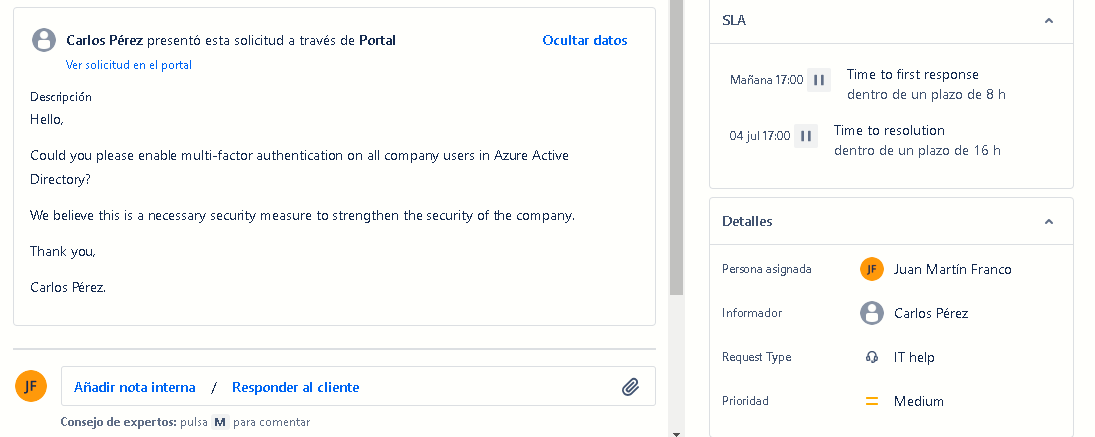 Carlos Pérez presentó esta solicitud a través de Portal
Ocultar datos
Ver solicitud en el portal
Descripción
Hello,
Could you please enable multi-factor authentication on all company users in Azure Active
Directory?
We believe this is a necessary security measure to strengthen the security of the company.
Thank you,
Carlos Pérez.
JF
Añadir nota interna / Responder al cliente
Consejo de expertos: pulsa M para comentar
SLA
Mañana 17:00 Time to first response
dentro de un plazo de 8 h
04 jul 17:00 Time to resolution
dentro de un plazo de 16 h
Detalles
Persona asignada JF Juan Martín Franco
Informador Carlos Pérez
Request Type IT help
Prioridad Medium